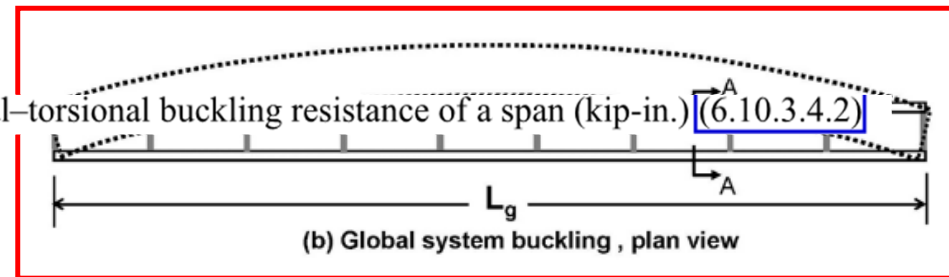 A
–torsional buckling resistance of a span (kip-in.) (6.10.3.4.2)
A
Lg
(b) Global system buckling , plan view